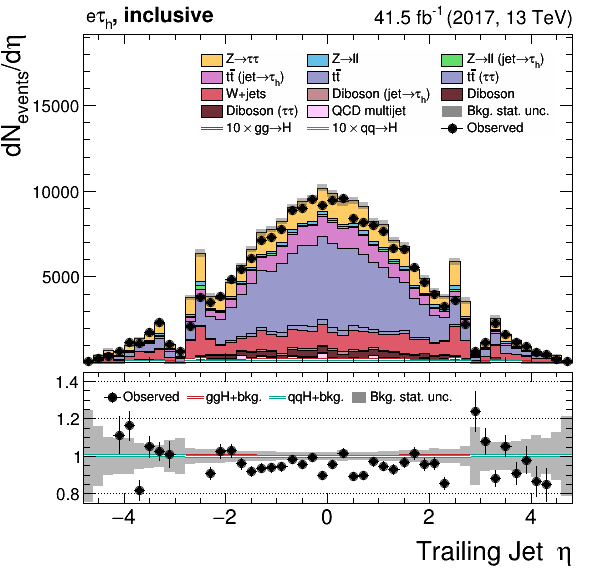 eτh, inclusive 41.5 fb⁻¹ (2017, 13 TeV)
dNevents/dη
Z→ττ Z→ll Z→ll (jet→τh)
tt̄ (jet→τh) tt̄ tt̄ (ττ)
W+jets Diboson (jet→τh) Diboson
Diboson (ττ) QCD multijet Bkg. stat. unc.
10 × gg→H 10 × qq→H Observed
15000
10000
5000
1.4
Observed ggH+bkg. qqH+bkg. Bkg. stat. unc.
1.2
1
0.8
−4 −2 0 2 4
Trailing Jet η